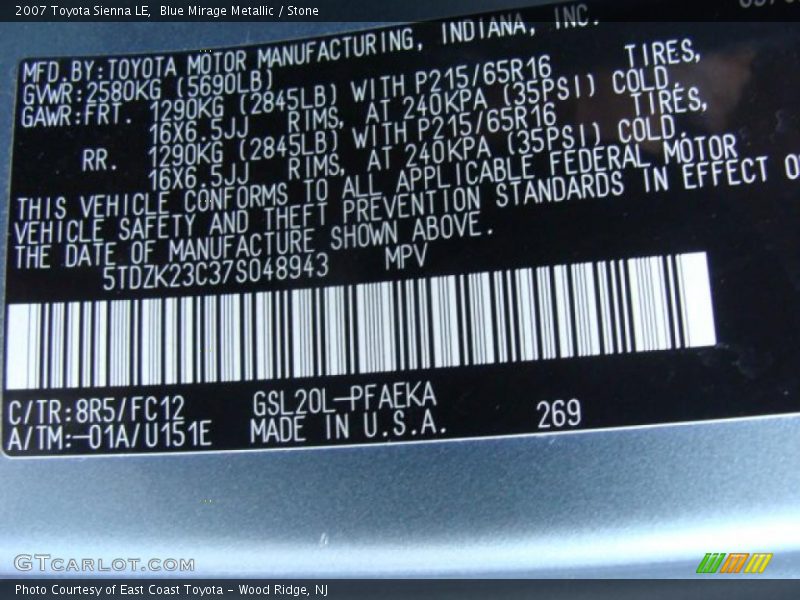 2007 Toyota Sienna LE, Blue Mirage Metallic / Stone
MFD.BY:TOYOTA MOTOR MANUFACTURING, INDIANA, INC.
GVWR:2580KG (5690LB)
GAWR:FRT. 1290KG (2845LB) WITH P215/65R16 TIRES,
16X6.5JJ RIMS, AT 240KPA (35PSI) COLD.
RR. 1290KG (2845LB) WITH P215/65R16 TIRES,
16X6.5JJ RIMS, AT 240KPA (35PSI) COLD.
THIS VEHICLE CONFORMS TO ALL APPLICABLE FEDERAL MOTOR
VEHICLE SAFETY AND THEFT PREVENTION STANDARDS IN EFFECT O
THE DATE OF MANUFACTURE SHOWN ABOVE.
5TDZK23C37S048943 MPV
C/TR:8R5/FC12 GSL20L-PFAEKA
A/TM:-01A/U151E MADE IN U.S.A. 269
GTCARLOT.COM
Photo Courtesy of East Coast Toyota - Wood Ridge, NJ